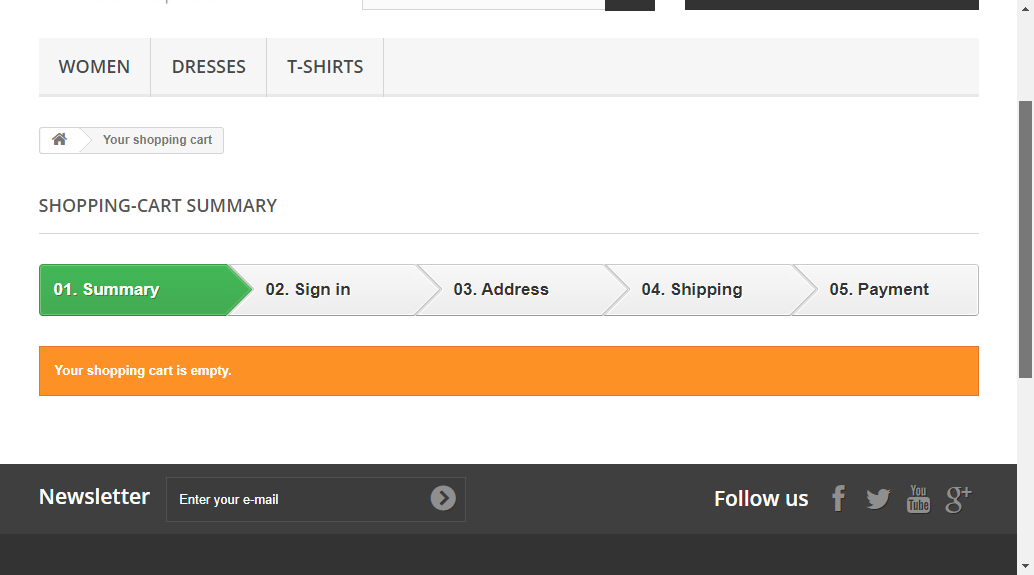 WOMEN DRESSES T-SHIRTS
Your shopping cart
SHOPPING-CART SUMMARY
01. Summary 02. Sign in 03. Address 04. Shipping 05. Payment
Your shopping cart is empty.
Newsletter Enter your e-mail Follow us f You Tube g+